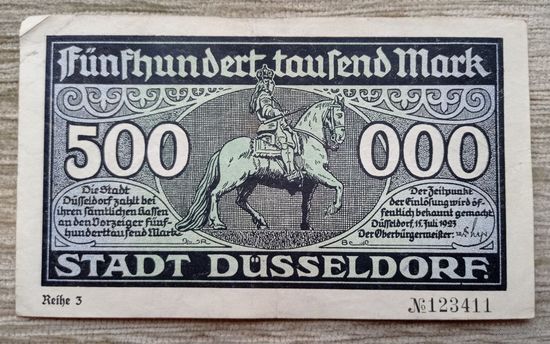 Fünfhundert tausend Mark
500 000
Die Stadt
Düsseldorf zahlt bei
ihren sämtlichen Kassen
an den Vorzeiger fünf-
hunderttausend Mark.
Der Zeitpunkt
der Einlösung wird öf-
fentlich bekannt gemacht.
Düsseldorf, 15. Juli 1923
Der Oberbürgermeister:
STADT DÜSSELDORF.
Reihe 3
№ 123411